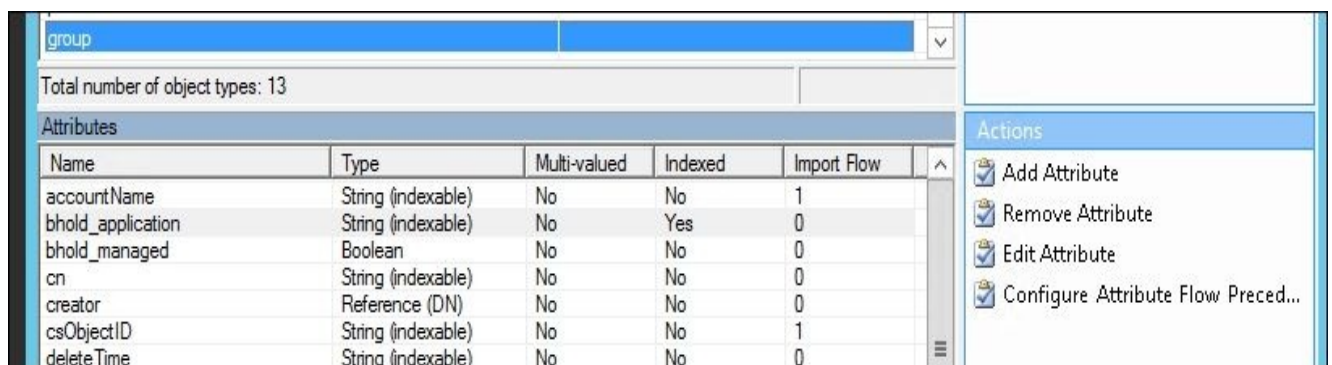 group
Total number of object types: 13
Attributes
Name Type Multi-valued Indexed Import Flow
accountName String (indexable) No No 1
bhold_application String (indexable) No Yes 0
bhold_managed Boolean No No 0
cn String (indexable) No No 0
creator Reference (DN) No No 0
csObjectID String (indexable) No No 1
deleteTime String (indexable) No No 0
Actions
Add Attribute
Remove Attribute
Edit Attribute
Configure Attribute Flow Preced...